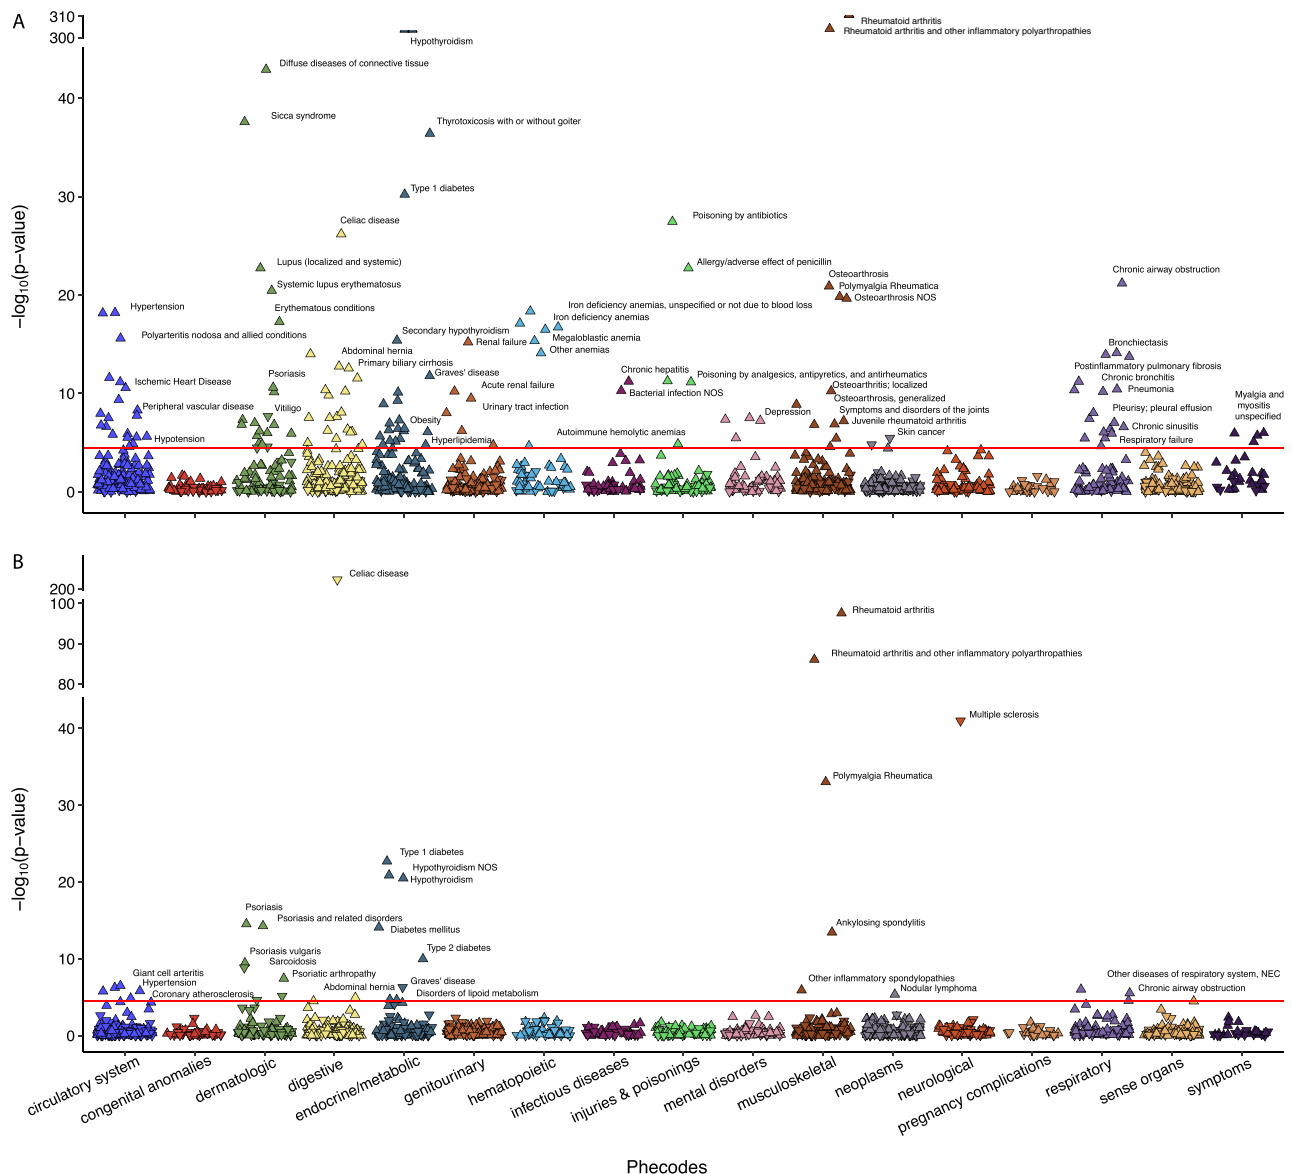 A
310
300
40
30
20
10
0
−log10(p−value)
Rheumatoid arthritis
Rheumatoid arthritis and other inflammatory polyarthropathies
Hypothyroidism
Diffuse diseases of connective tissue
Sicca syndrome
Thyrotoxicosis with or without goiter
Type 1 diabetes
Celiac disease
Poisoning by antibiotics
Lupus (localized and systemic)
Allergy/adverse effect of penicillin
Chronic airway obstruction
Osteoarthrosis
Systemic lupus erythematosus
Polymyalgia Rheumatica
Osteoarthrosis NOS
Hypertension
Erythematous conditions
Iron deficiency anemias, unspecified or not due to blood loss
Iron deficiency anemias
Polyarteritis nodosa and allied conditions
Secondary hypothyroidism
Renal failure
Megaloblastic anemia
Other anemias
Bronchiectasis
Abdominal hernia
Primary biliary cirrhosis
Postinflammatory pulmonary fibrosis
Psoriasis
Graves' disease
Chronic hepatitis
Poisoning by analgesics, antipyretics, and antirheumatics
Chronic bronchitis
Ischemic Heart Disease
Acute renal failure
Bacterial infection NOS
Osteoarthritis; localized
Pneumonia
Myalgia and
myositis
unspecified
Osteoarthrosis, generalized
Peripheral vascular disease
Vitiligo
Urinary tract infection
Depression
Symptoms and disorders of the joints
Pleurisy; pleural effusion
Obesity
Juvenile rheumatoid arthritis
Chronic sinusitis
Hypotension
Hyperlipidemia
Autoimmune hemolytic anemias
Skin cancer
Respiratory failure
B
200
100
90
80
40
30
20
10
0
−log10(p−value)
Celiac disease
Rheumatoid arthritis
Rheumatoid arthritis and other inflammatory polyarthropathies
Multiple sclerosis
Polymyalgia Rheumatica
Type 1 diabetes
Hypothyroidism NOS
Hypothyroidism
Psoriasis
Psoriasis and related disorders
Diabetes mellitus
Ankylosing spondylitis
Psoriasis vulgaris
Type 2 diabetes
Sarcoidosis
Giant cell arteritis
Psoriatic arthropathy
Other diseases of respiratory system, NEC
Other inflammatory spondylopathies
Hypertension
Abdominal hernia
Graves' disease
Nodular lymphoma
Chronic airway obstruction
Coronary atherosclerosis
Disorders of lipoid metabolism
circulatory system
congenital anomalies
dermatologic
digestive
endocrine/metabolic
genitourinary
hematopoietic
infectious diseases
injuries & poisonings
mental disorders
musculoskeletal
neoplasms
neurological
pregnancy complications
respiratory
sense organs
symptoms
Phecodes